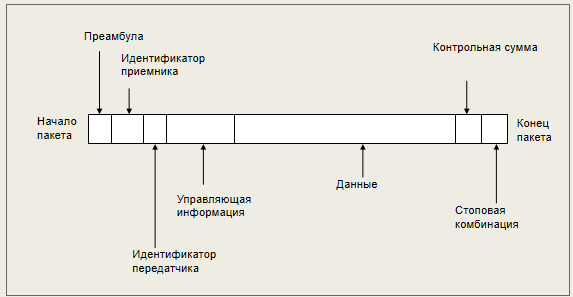 Преамбула
Идентификатор
приемника
Контрольная сумма
Начало
пакета
Конец
пакета
Управляющая
информация
Данные
Стоповая
комбинация
Идентификатор
передатчика